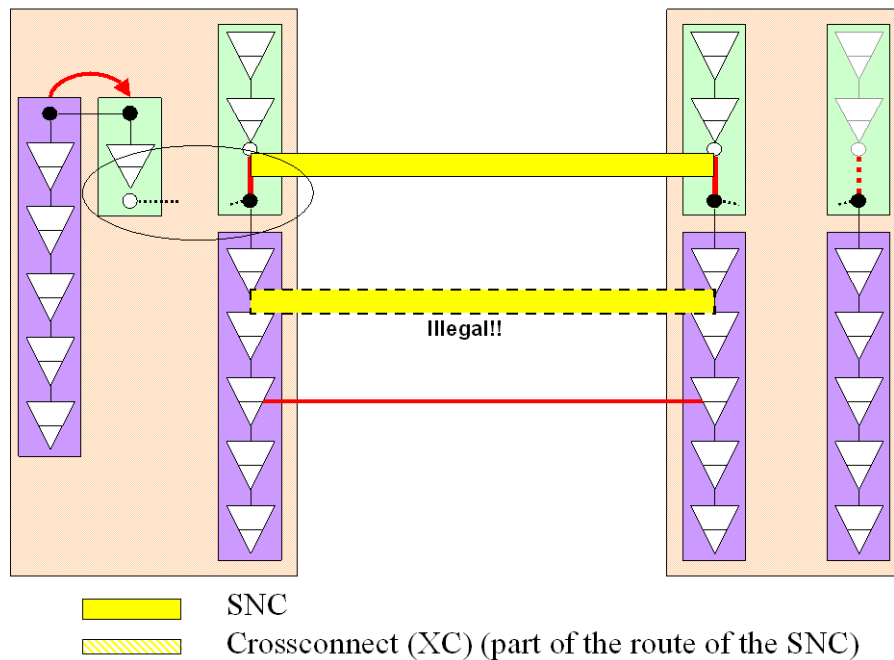 Illegal!!
SNC
Crossconnect (XC) (part of the route of the SNC)